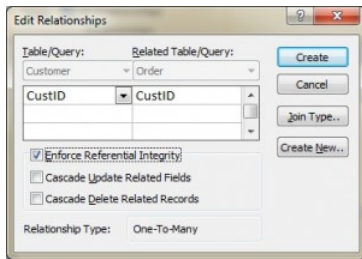 Edit Relationships
Table/Query: Related Table/Query:
Customer Order
CustID CustID
Enforce Referential Integrity
Cascade Update Related Fields
Cascade Delete Related Records
Relationship Type: One-To-Many
Create
Cancel
Join Type..
Create New..